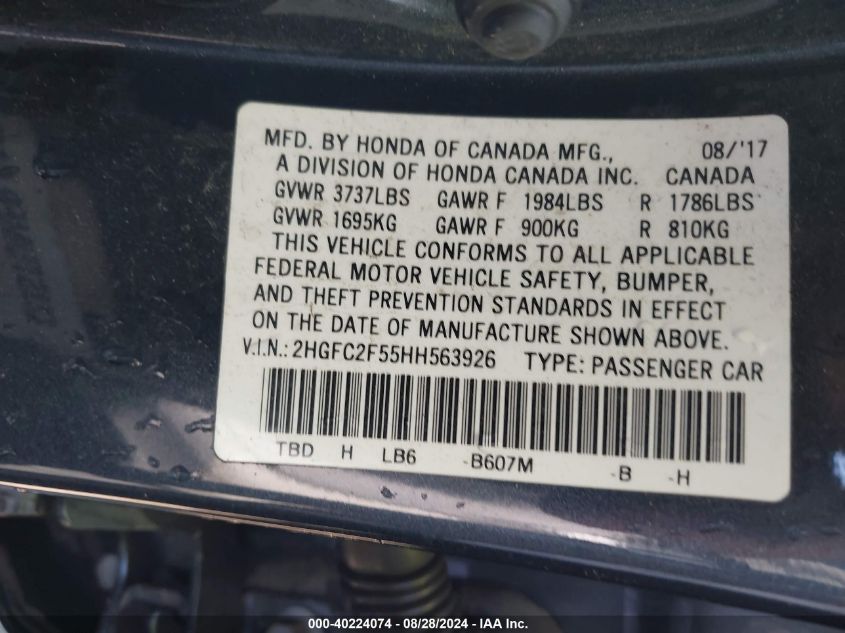 MFD. BY HONDA OF CANADA MFG., 08/'17
A DIVISION OF HONDA CANADA INC. CANADA
GVWR 3737LBS GAWR F 1984LBS R 1786LBS
GVWR 1695KG GAWR F 900KG R 810KG
THIS VEHICLE CONFORMS TO ALL APPLICABLE
FEDERAL MOTOR VEHICLE SAFETY, BUMPER,
AND THEFT PREVENTION STANDARDS IN EFFECT
ON THE DATE OF MANUFACTURE SHOWN ABOVE.
V.I.N.: 2HGFC2F55HH563926 TYPE: PASSENGER CAR
TBD H LB6 -B607M -B -H
000-40224074 - 08/28/2024 - IAA Inc.